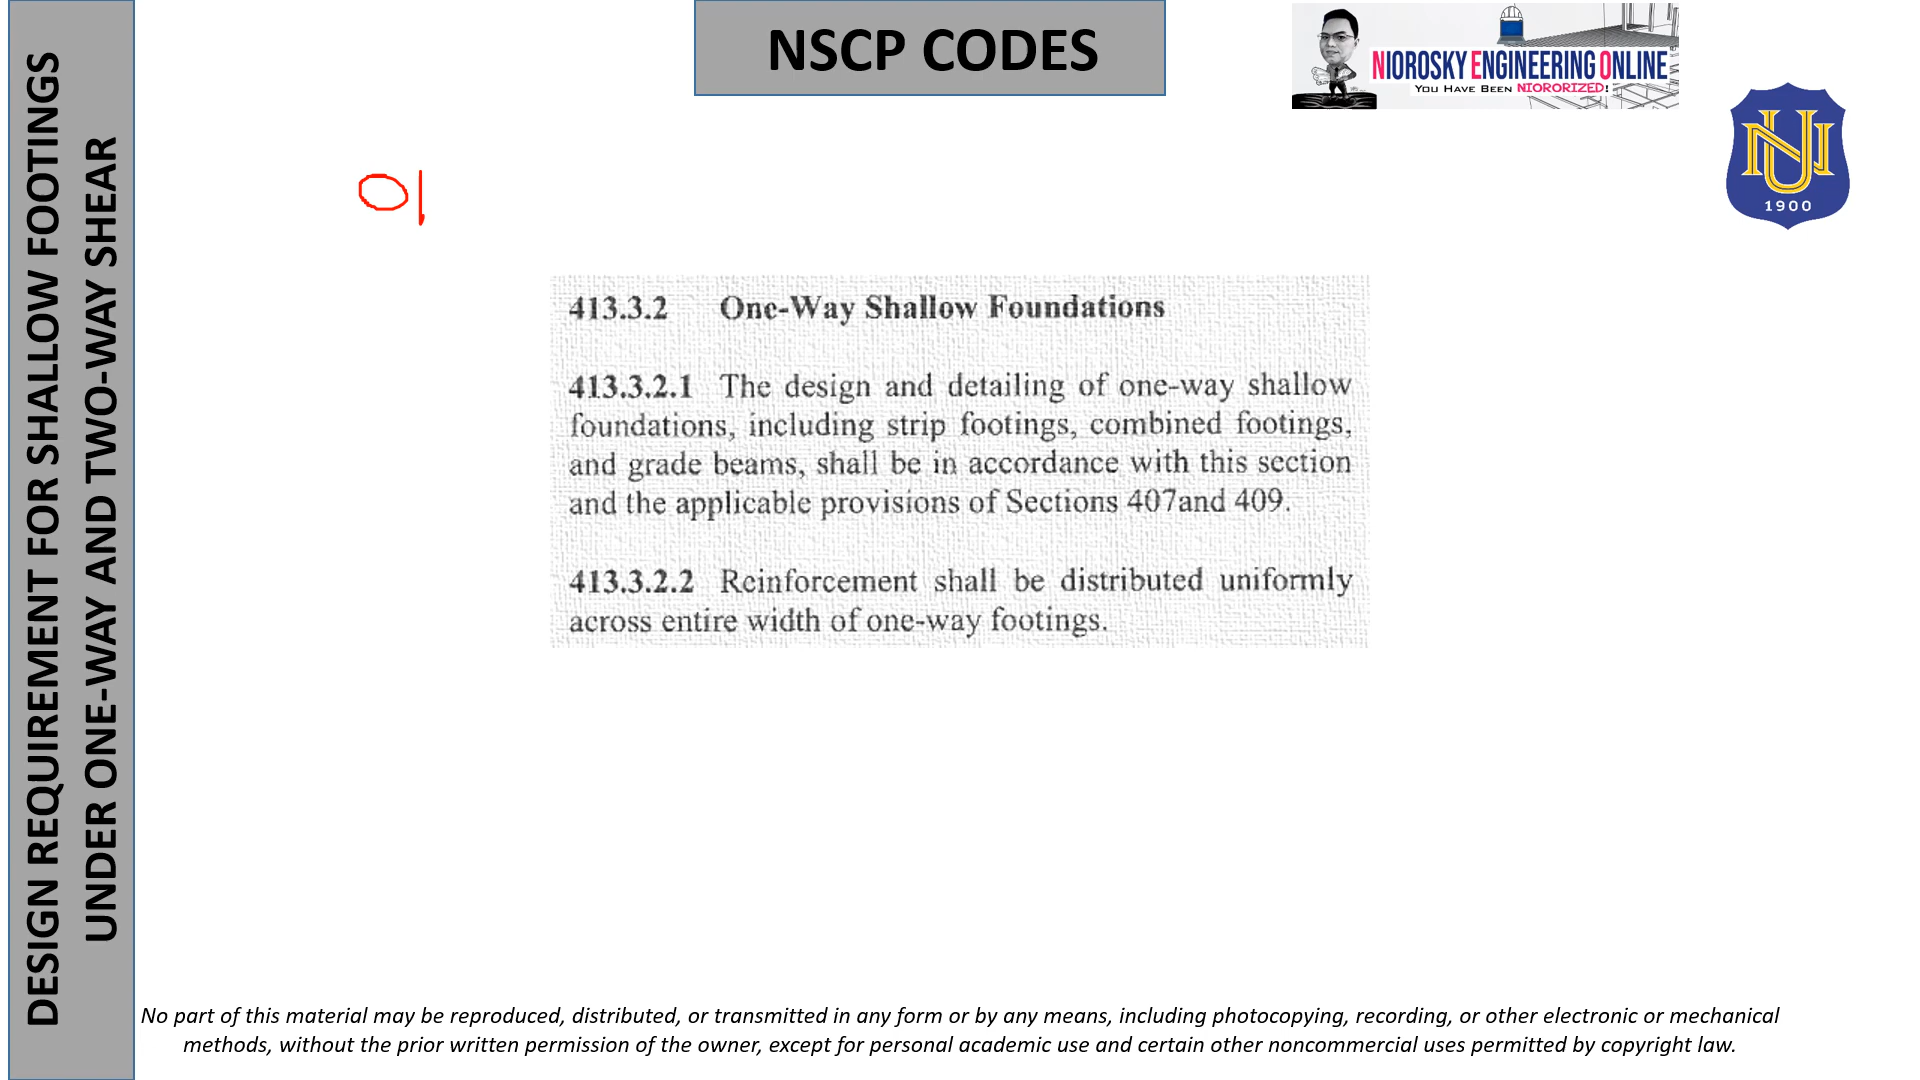 NSCP CODES
NIOROSKY ENGINEERING ONLINE
YOU HAVE BEEN NIORORIZED!
NU
1900
DESIGN REQUIREMENT FOR SHALLOW FOOTINGS
UNDER ONE-WAY AND TWO-WAY SHEAR
413.3.2 One-Way Shallow Foundations
413.3.2.1 The design and detailing of one-way shallow
foundations, including strip footings, combined footings,
and grade beams, shall be in accordance with this section
and the applicable provisions of Sections 407and 409.
413.3.2.2 Reinforcement shall be distributed uniformly
across entire width of one-way footings.
No part of this material may be reproduced, distributed, or transmitted in any form or by any means, including photocopying, recording, or other electronic or mechanical
methods, without the prior written permission of the owner, except for personal academic use and certain other noncommercial uses permitted by copyright law.